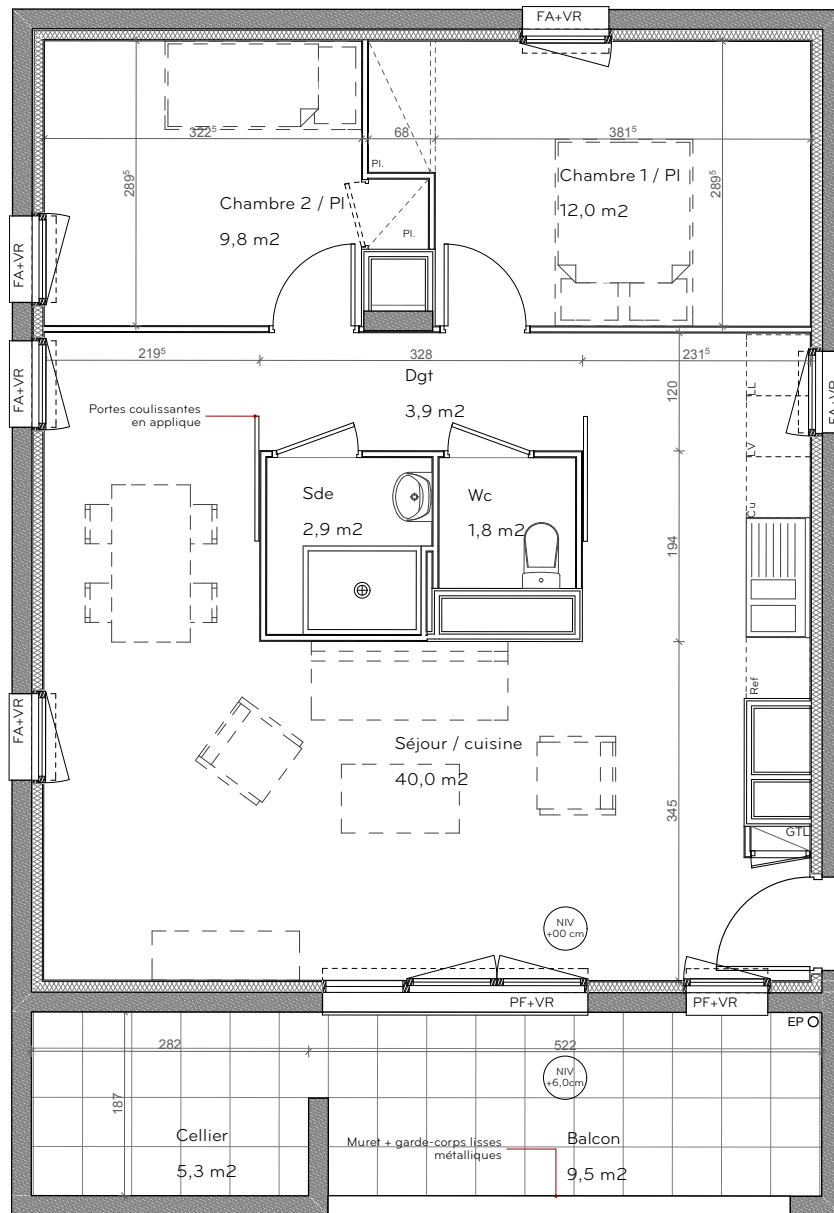 FA+VR
322⁵
68
381⁵
289⁵
289⁵
Pl.
Chambre 2 / Pl
9,8 m2
Chambre 1 / Pl
12,0 m2
Pl.
FA+VR
219⁵
328
231⁵
FA+VR
Dgt
3,9 m2
120
LL
FA+VR
Portes coulissantes
en applique
LV
Sde
2,9 m2
Wc
1,8 m2
Cu
194
Ref
FA+VR
Séjour / cuisine
40,0 m2
345
GTL
NIV
+00 cm
PF+VR
PF+VR
EP
282
522
NIV
+6,0cm
187
Cellier
5,3 m2
Muret + garde-corps lisses
métalliques
Balcon
9,5 m2